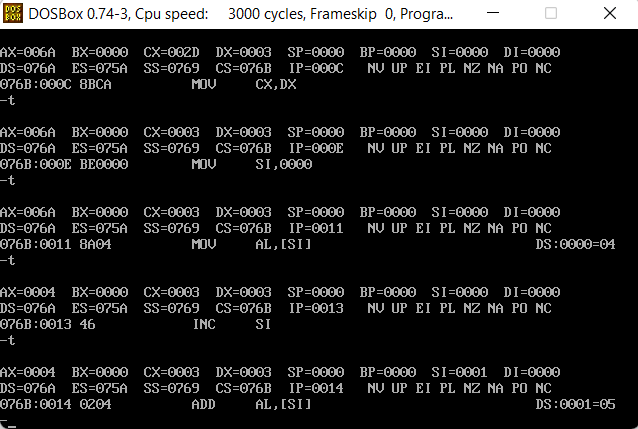 DOS
BOX
DOSBox 0.74-3, Cpu speed:    3000 cycles, Frameskip  0, Progra...
AX=006A  BX=0000  CX=002D  DX=0003  SP=0000  BP=0000  SI=0000  DI=0000
DS=076A  ES=075A  SS=0769  CS=076B  IP=000C   NV UP EI PL NZ NA PO NC
076B:000C 8BCA          MOV     CX,DX
-t
AX=006A  BX=0000  CX=0003  DX=0003  SP=0000  BP=0000  SI=0000  DI=0000
DS=076A  ES=075A  SS=0769  CS=076B  IP=000E   NV UP EI PL NZ NA PO NC
076B:000E BE0000        MOV     SI,0000
-t
AX=006A  BX=0000  CX=0003  DX=0003  SP=0000  BP=0000  SI=0000  DI=0000
DS=076A  ES=075A  SS=0769  CS=076B  IP=0011   NV UP EI PL NZ NA PO NC
076B:0011 8A04          MOV     AL,[SI]                            DS:0000=04
-t
AX=0004  BX=0000  CX=0003  DX=0003  SP=0000  BP=0000  SI=0000  DI=0000
DS=076A  ES=075A  SS=0769  CS=076B  IP=0013   NV UP EI PL NZ NA PO NC
076B:0013 46            INC     SI
-t
AX=0004  BX=0000  CX=0003  DX=0003  SP=0000  BP=0000  SI=0001  DI=0000
DS=076A  ES=075A  SS=0769  CS=076B  IP=0014   NV UP EI PL NZ NA PO NC
076B:0014 0204          ADD     AL,[SI]                            DS:0001=05
-_